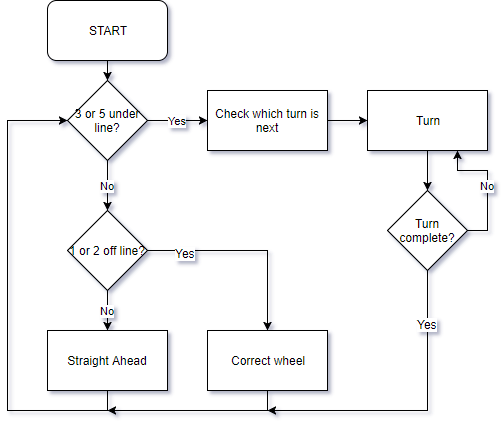 START
3 or 5 under
line?
Yes
Check which turn is
next
Turn
No
No
1 or 2 off line?
Yes
Turn
complete?
No
Yes
Straight Ahead
Correct wheel